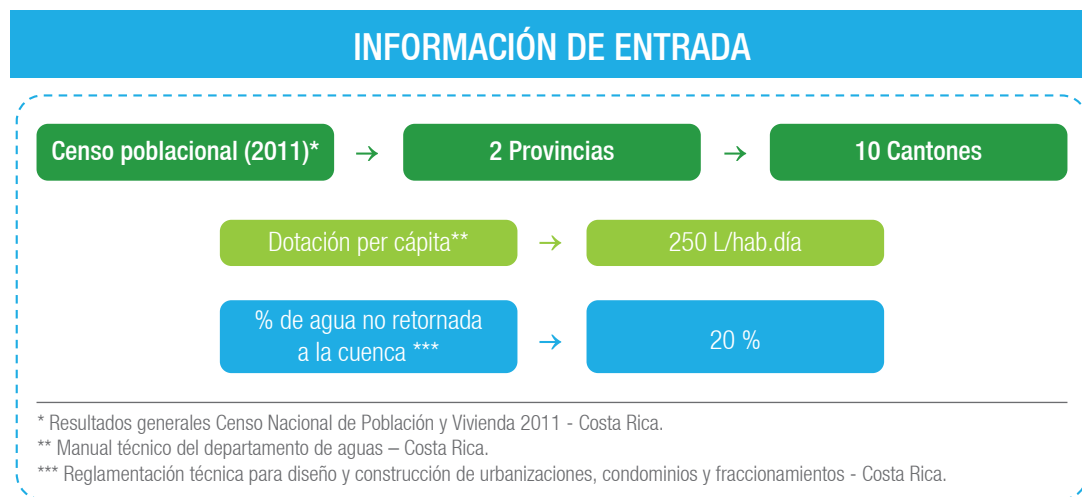 INFORMACIÓN DE ENTRADA
Censo poblacional (2011)* → 2 Provincias → 10 Cantones
Dotación per cápita** → 250 L/hab.día
% de agua no retornada
a la cuenca *** → 20 %
* Resultados generales Censo Nacional de Población y Vivienda 2011 - Costa Rica.
** Manual técnico del departamento de aguas – Costa Rica.
*** Reglamentación técnica para diseño y construcción de urbanizaciones, condominios y fraccionamientos - Costa Rica.